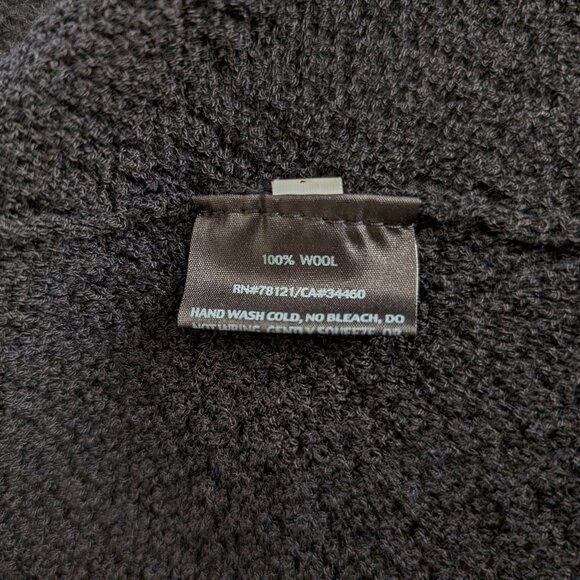 100% WOOL
RN#78121/CA#34460
HAND WASH COLD, NO BLEACH, DO
NOT WRING, GENTLY SQUEEZE, OR